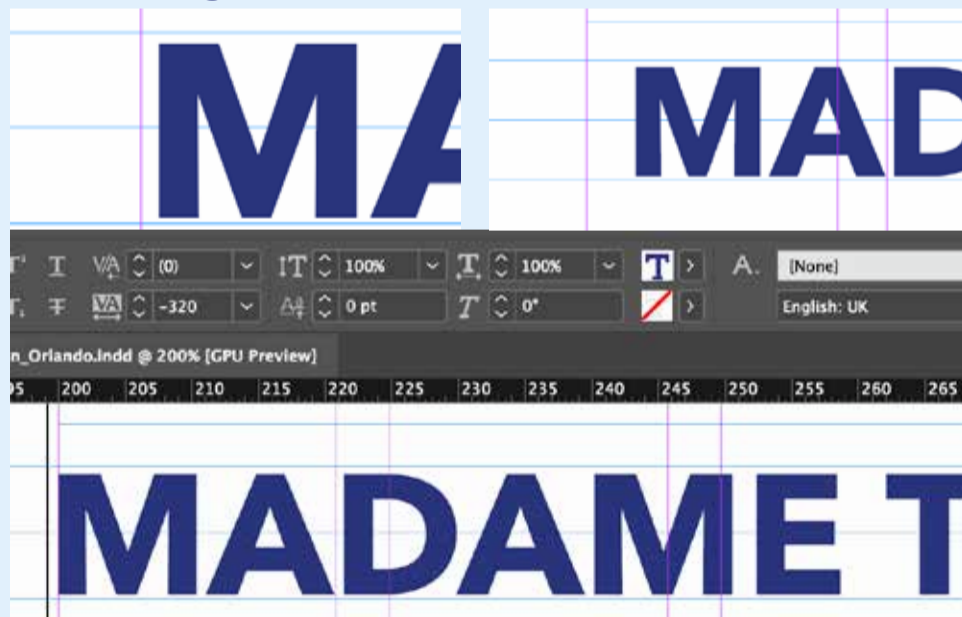 MA
MAD
(0) 100% 100% [None]
-320 0 pt 0° English: UK
n_Orlando.indd @ 200% [GPU Preview]
200 205 210 215 220 225 230 235 240 245 250 255 260 265
MADAME T